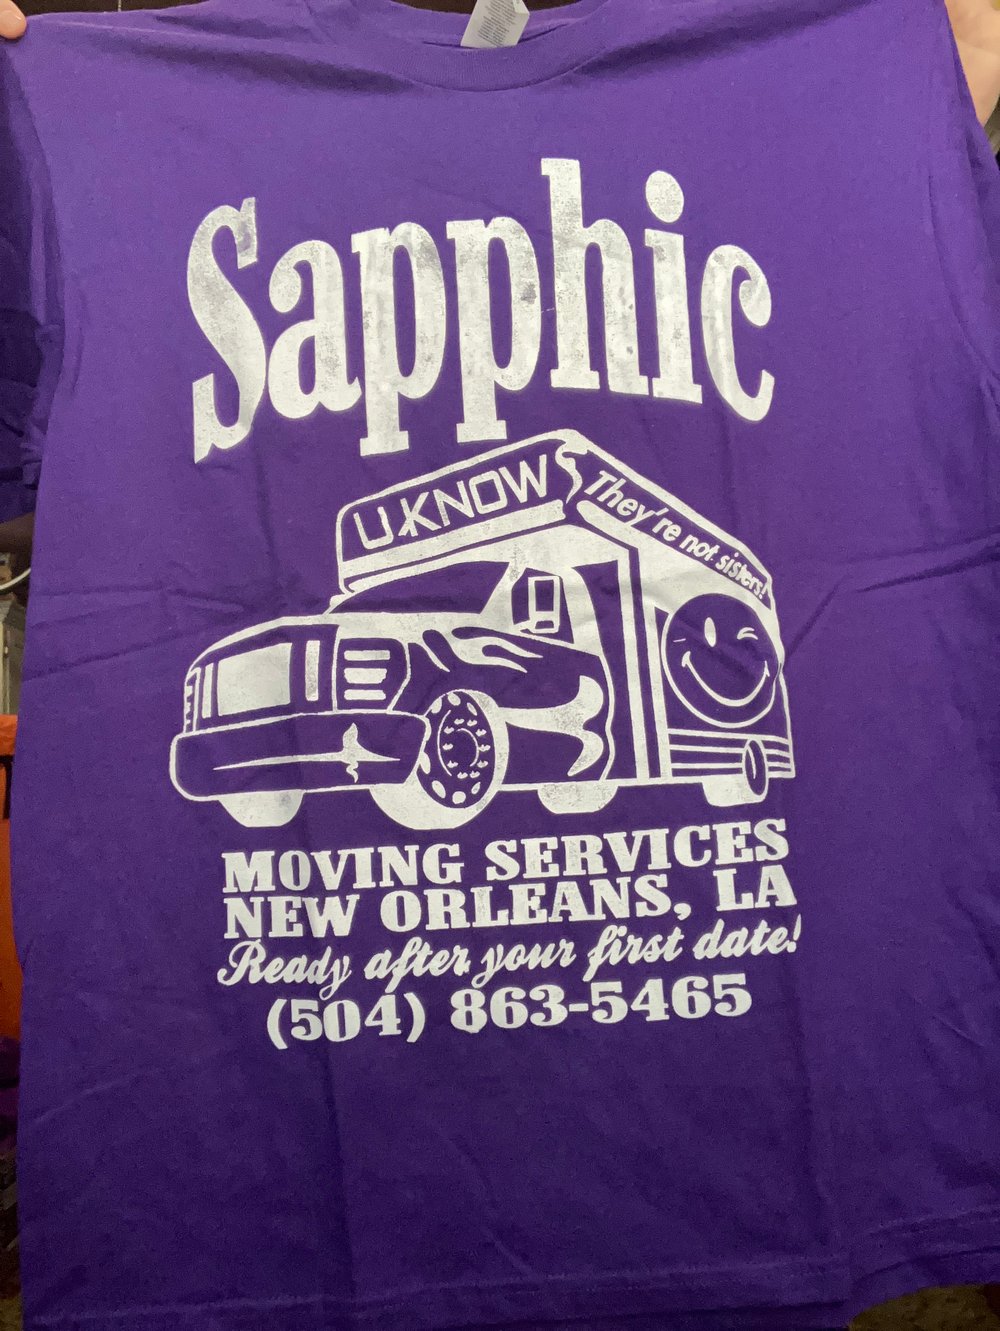 Sapphic
U KNOW
They're not sisters!
MOVING SERVICES
NEW ORLEANS, LA
Ready after your first date!
(504) 863-5465